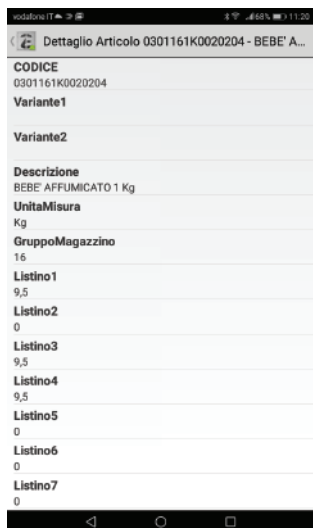 vodafone IT 68% 11:20
Dettaglio Articolo 0301161K0020204 - BEBE' A...
CODICE
0301161K0020204
Variante1
Variante2
Descrizione
BEBE' AFFUMICATO 1 Kg
UnitaMisura
Kg
GruppoMagazzino
16
Listino1
9,5
Listino2
0
Listino3
9,5
Listino4
9,5
Listino5
0
Listino6
0
Listino7
0